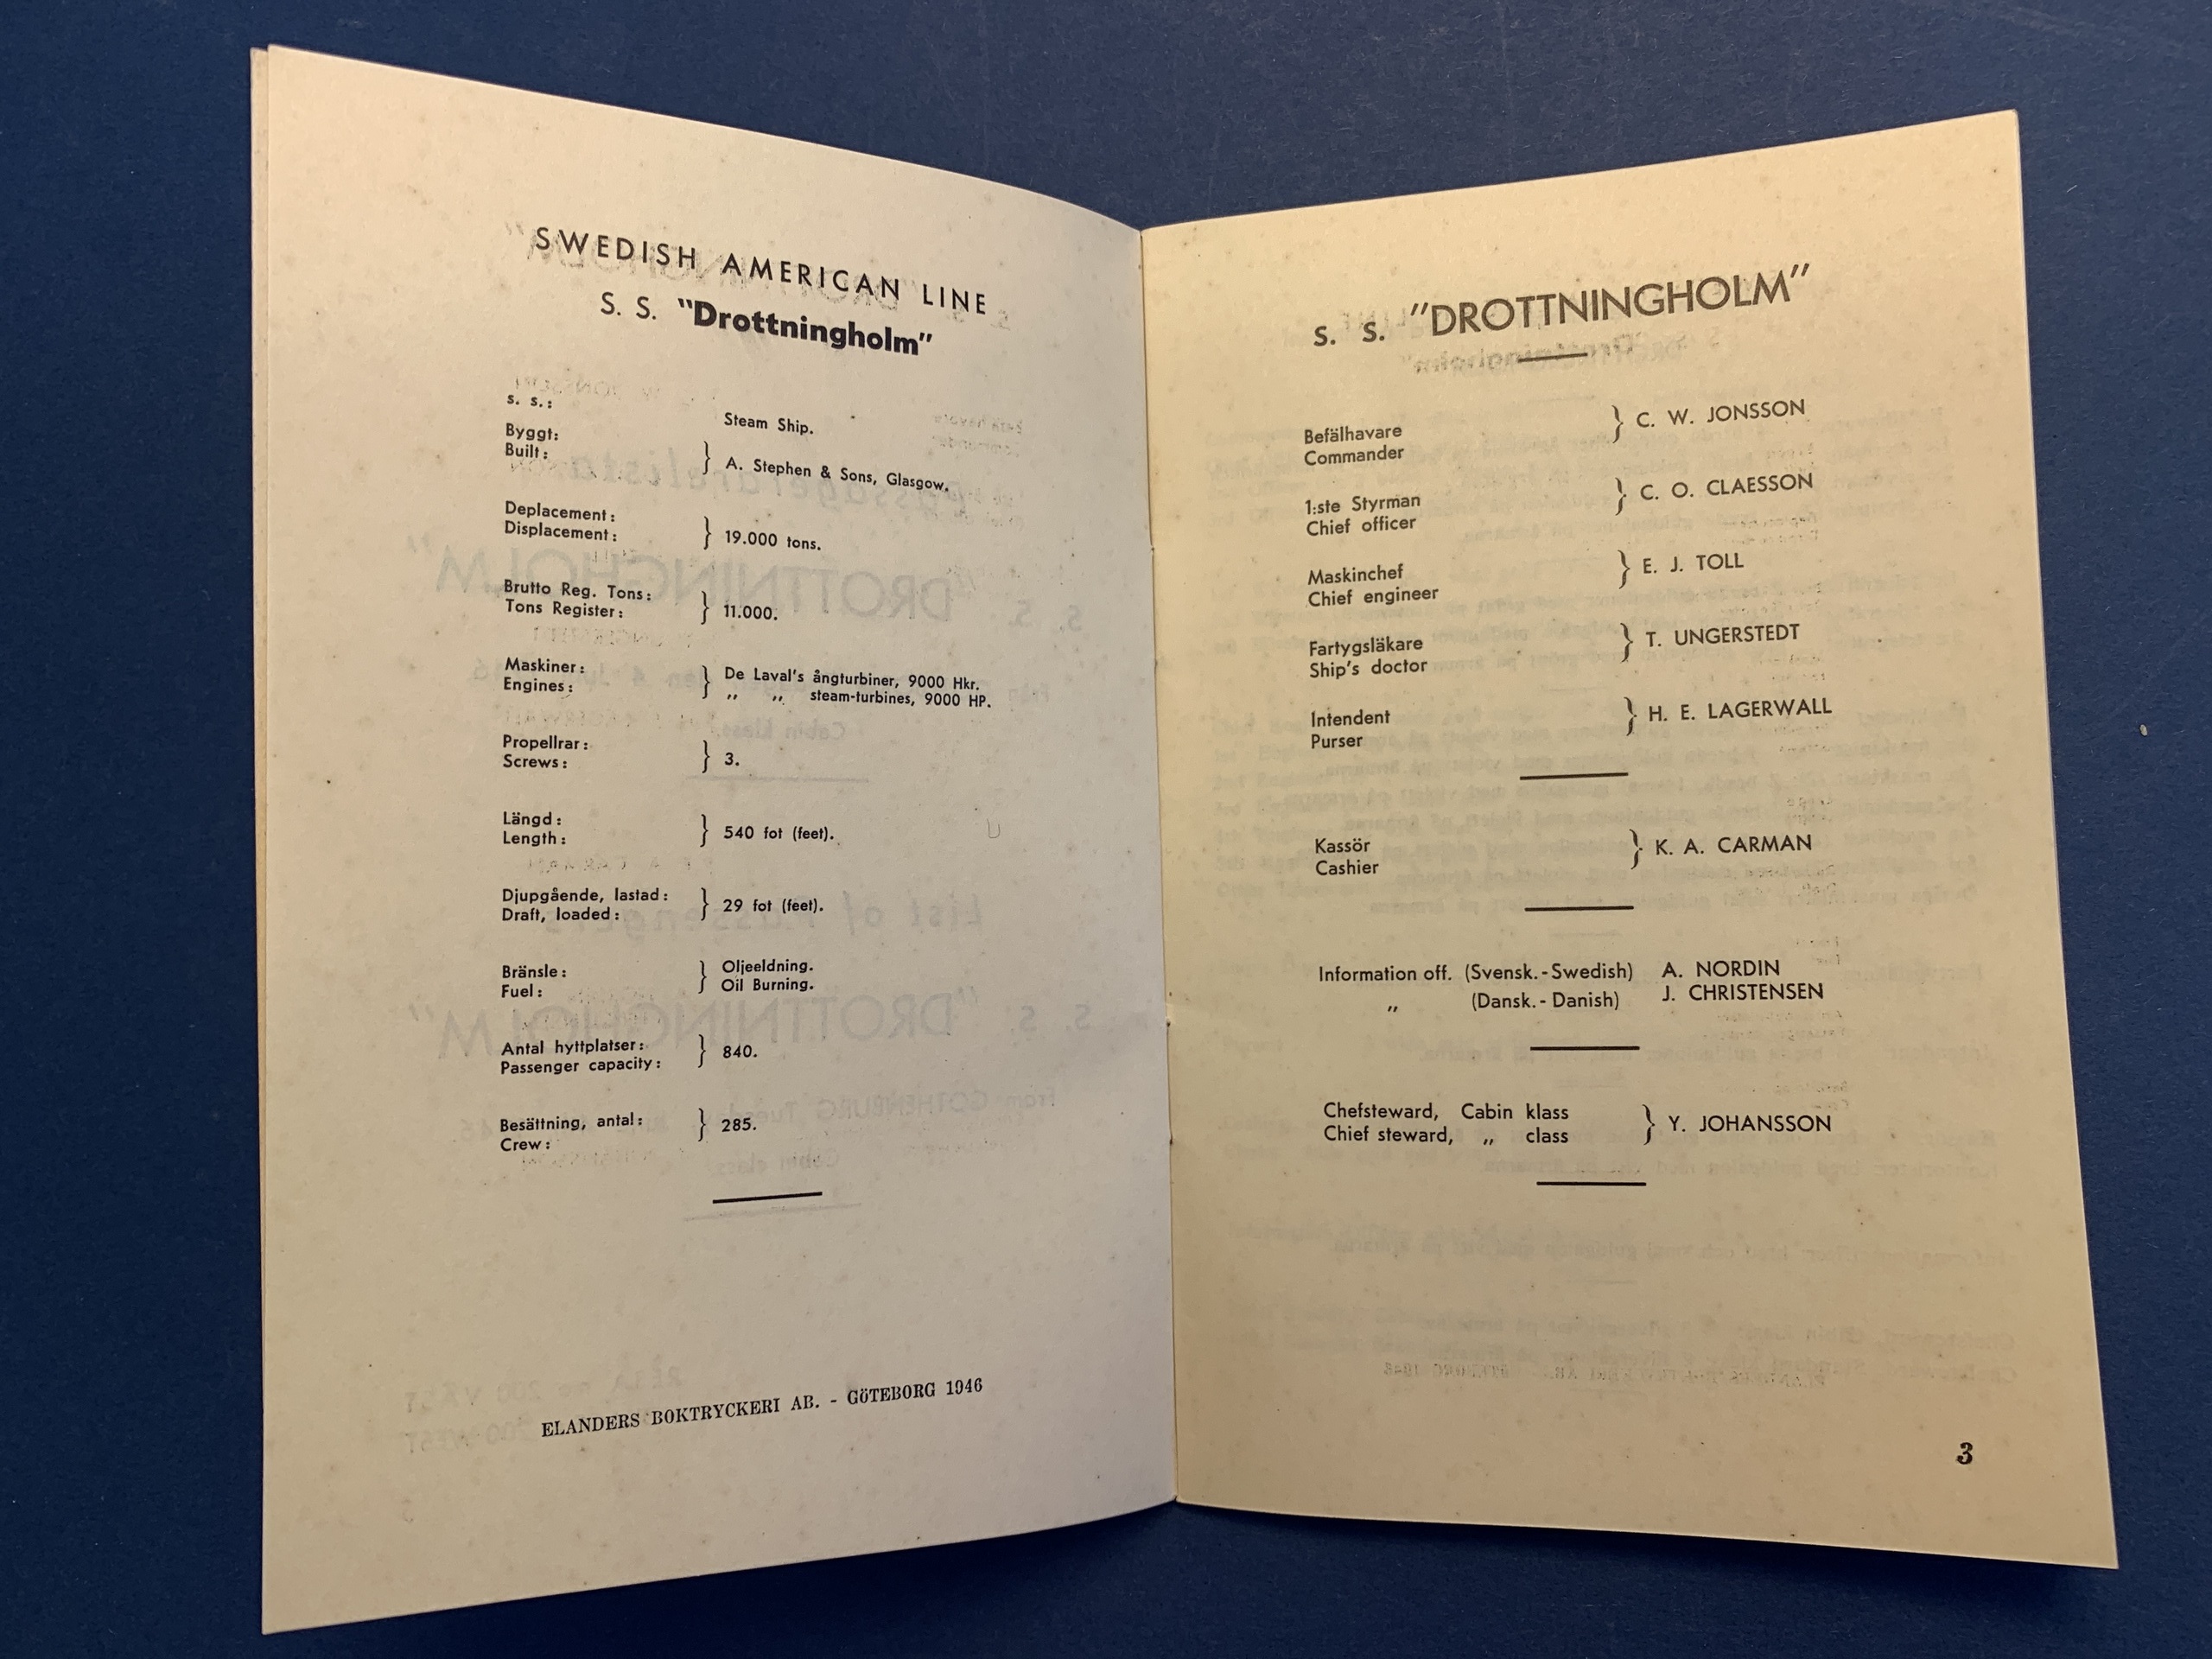 SWEDISH AMERICAN LINE
S. S. "Drottningholm"
s. s.: Steam Ship.
Byggt:
Built: } A. Stephen & Sons, Glasgow.
Deplacement:
Displacement: } 19.000 tons.
Brutto Reg. Tons:
Tons Register: } 11.000.
Maskiner: } De Laval's ångturbiner, 9000 Hkr.
Engines: „ „ steam-turbines, 9000 HP.
Propellrar:
Screws: } 3.
Längd:
Length: } 540 fot (feet).
Djupgående, lastad:
Draft, loaded: } 29 fot (feet).
Bränsle: } Oljeeldning.
Fuel: Oil Burning.
Antal hyttplatser:
Passenger capacity: } 840.
Besättning, antal:
Crew: } 285.
ELANDERS BOKTRYCKERI AB. - GÖTEBORG 1946
s. s. "DROTTNINGHOLM"
Befälhavare
Commander } C. W. JONSSON
1:ste Styrman
Chief officer } C. O. CLAESSON
Maskinchef
Chief engineer } E. J. TOLL
Fartygsläkare
Ship's doctor } T. UNGERSTEDT
Intendent
Purser } H. E. LAGERWALL
Kassör
Cashier } K. A. CARMAN
Information off. (Svensk.-Swedish) A. NORDIN
„ (Dansk.-Danish) J. CHRISTENSEN
Chefsteward, Cabin klass
Chief steward, „ class } Y. JOHANSSON
3